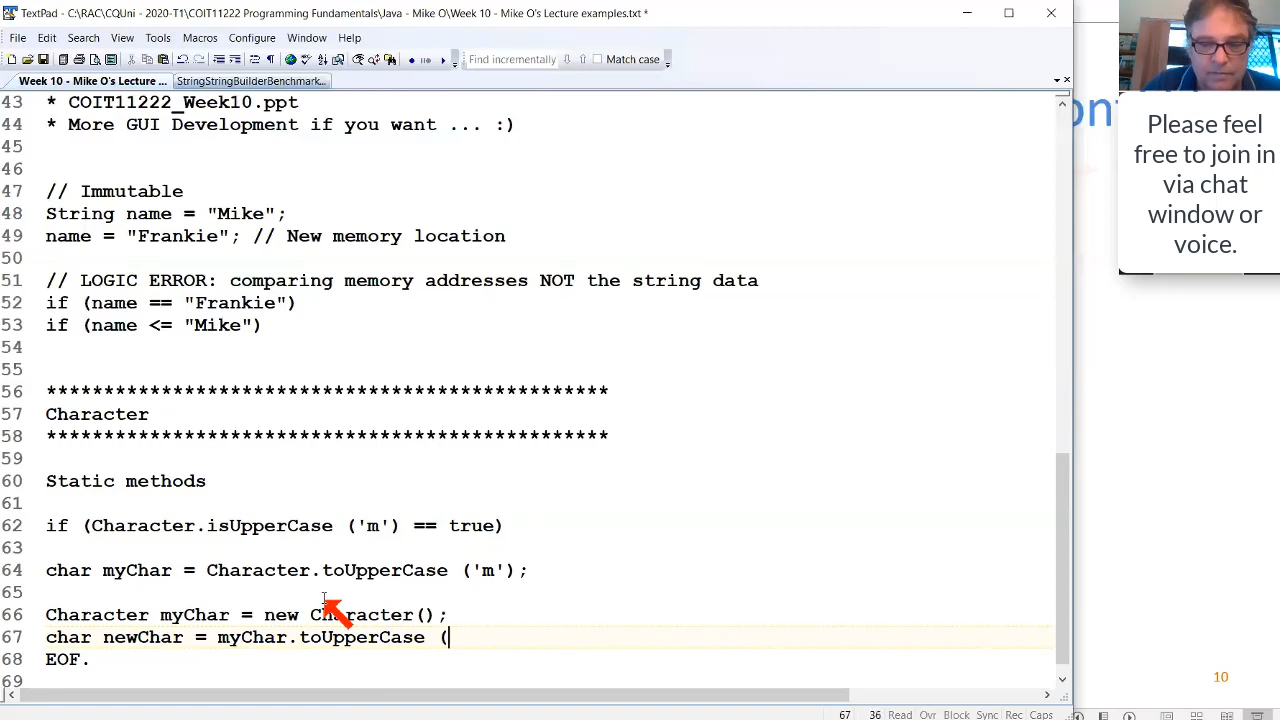 TextPad - C:\RAC\CQUni - 2020-T1\COIT11222 Programming Fundamentals\Java - Mike O\Week 10 - Mike O's Lecture examples.txt *
File Edit Search View Tools Macros Configure Window Help
Find incrementally Match case
Week 10 - Mike O's Lecture ... StringStringBuilderBenchmark...
43 * COIT11222_Week10.ppt
44 * More GUI Development if you want ... :)
45
46
47 // Immutable
48 String name = "Mike";
49 name = "Frankie"; // New memory location
50
51 // LOGIC ERROR: comparing memory addresses NOT the string data
52 if (name == "Frankie")
53 if (name <= "Mike")
54
55
56 *************************************************
57 Character
58 *************************************************
59
60 Static methods
61
62 if (Character.isUpperCase ('m') == true)
63
64 char myChar = Character.toUpperCase ('m');
65
66 Character myChar = new Character();
67 char newChar = myChar.toUpperCase (
68 EOF.
69
67 36 Read Ovr Block Sync Rec Caps
Please feel
free to join in
via chat
window or
voice.
10